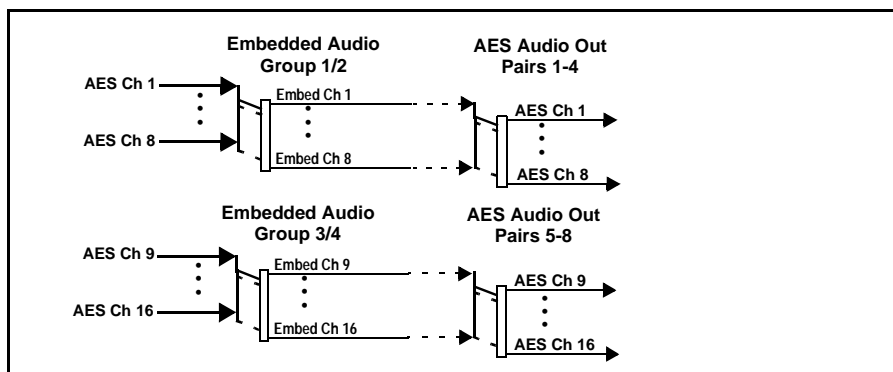 Embedded Audio
Group 1/2
AES Audio Out
Pairs 1-4
AES Ch 1
Embed Ch 1
AES Ch 1
AES Ch 8
Embed Ch 8
AES Ch 8
Embedded Audio
Group 3/4
AES Audio Out
Pairs 5-8
AES Ch 9
Embed Ch 9
AES Ch 9
AES Ch 16
Embed Ch 16
AES Ch 16